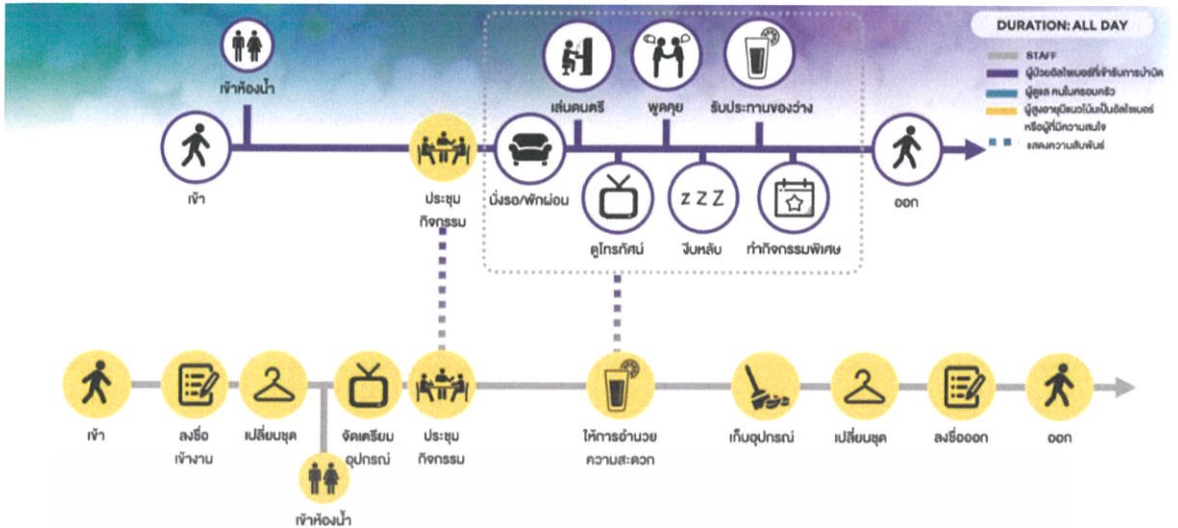 DURATION: ALL DAY
STAFF
ผู้ป่วยอัลไซเมอร์ที่เข้ารับการบำบัด
ผู้ดูแล คนในครอบครัว
ผู้สูงอายุมีแนวโน้มเป็นอัลไซเมอร์
หรือผู้ที่มีความสนใจ
แสดงความสัมพันธ์
เข้าห้องน้ำ
เล่นดนตรี
พูดคุย
รับประทานของว่าง
เข้า
ประชุม
กิจกรรม
นั่งรอ/พักผ่อน
z z Z
ออก
ดูโทรทัศน์
งีบหลับ
ทำกิจกรรมพิเศษ
เข้า
ลงชื่อ
เข้างาน
เปลี่ยนชุด
จัดเตรียม
อุปกรณ์
ประชุม
กิจกรรม
ให้การอำนวย
ความสะดวก
เก็บอุปกรณ์
เปลี่ยนชุด
ลงชื่อออก
ออก
เข้าห้องน้ำ